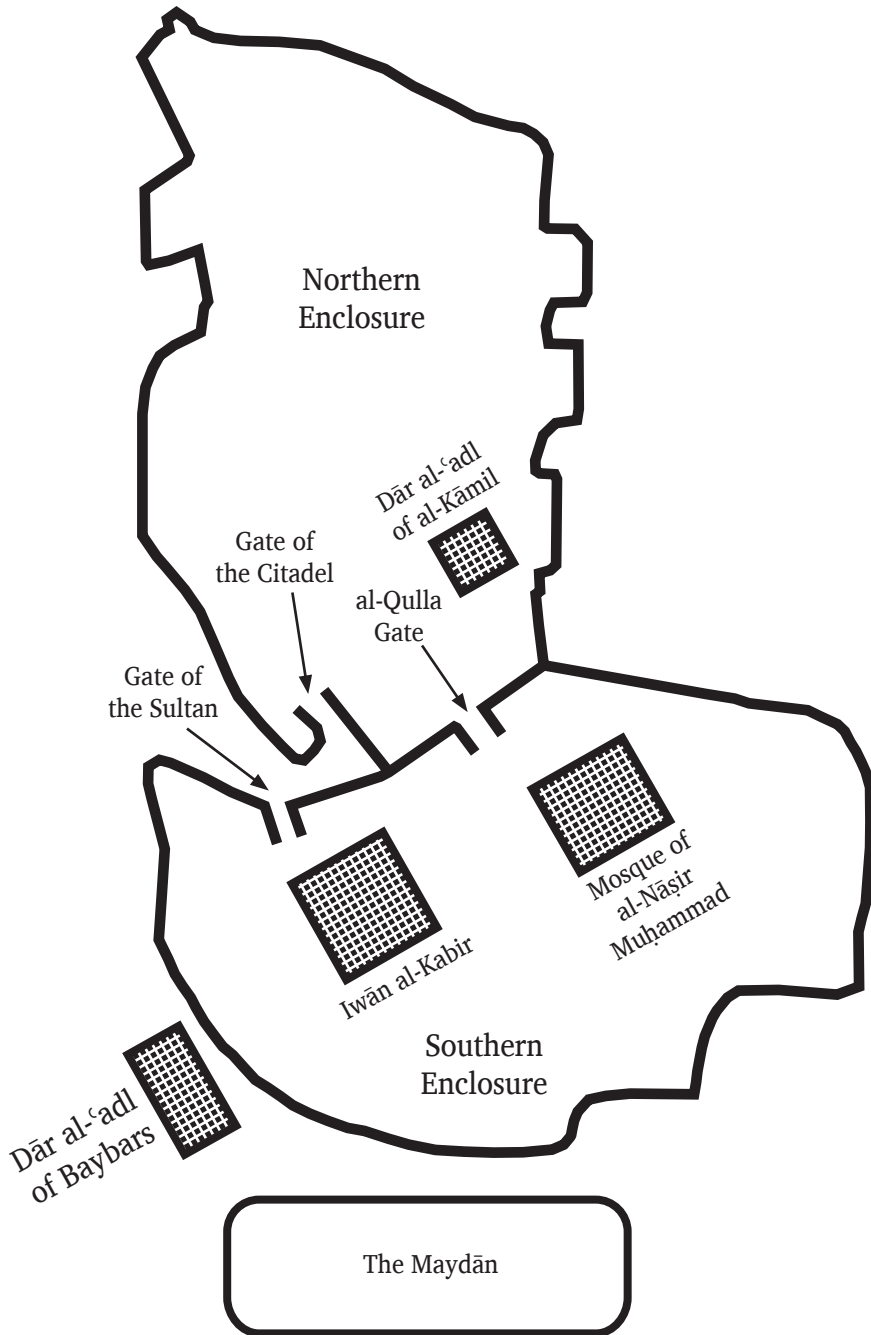 Northern
Enclosure
Dār al-ʿadl
of al-Kāmil
Gate of
the Citadel
al-Qulla
Gate
Gate of
the Sultan
Mosque of
al-Nāṣir
Muḥammad
Iwān al-Kabir
Southern
Enclosure
Dār al-ʿadl
of Baybars
The Maydān